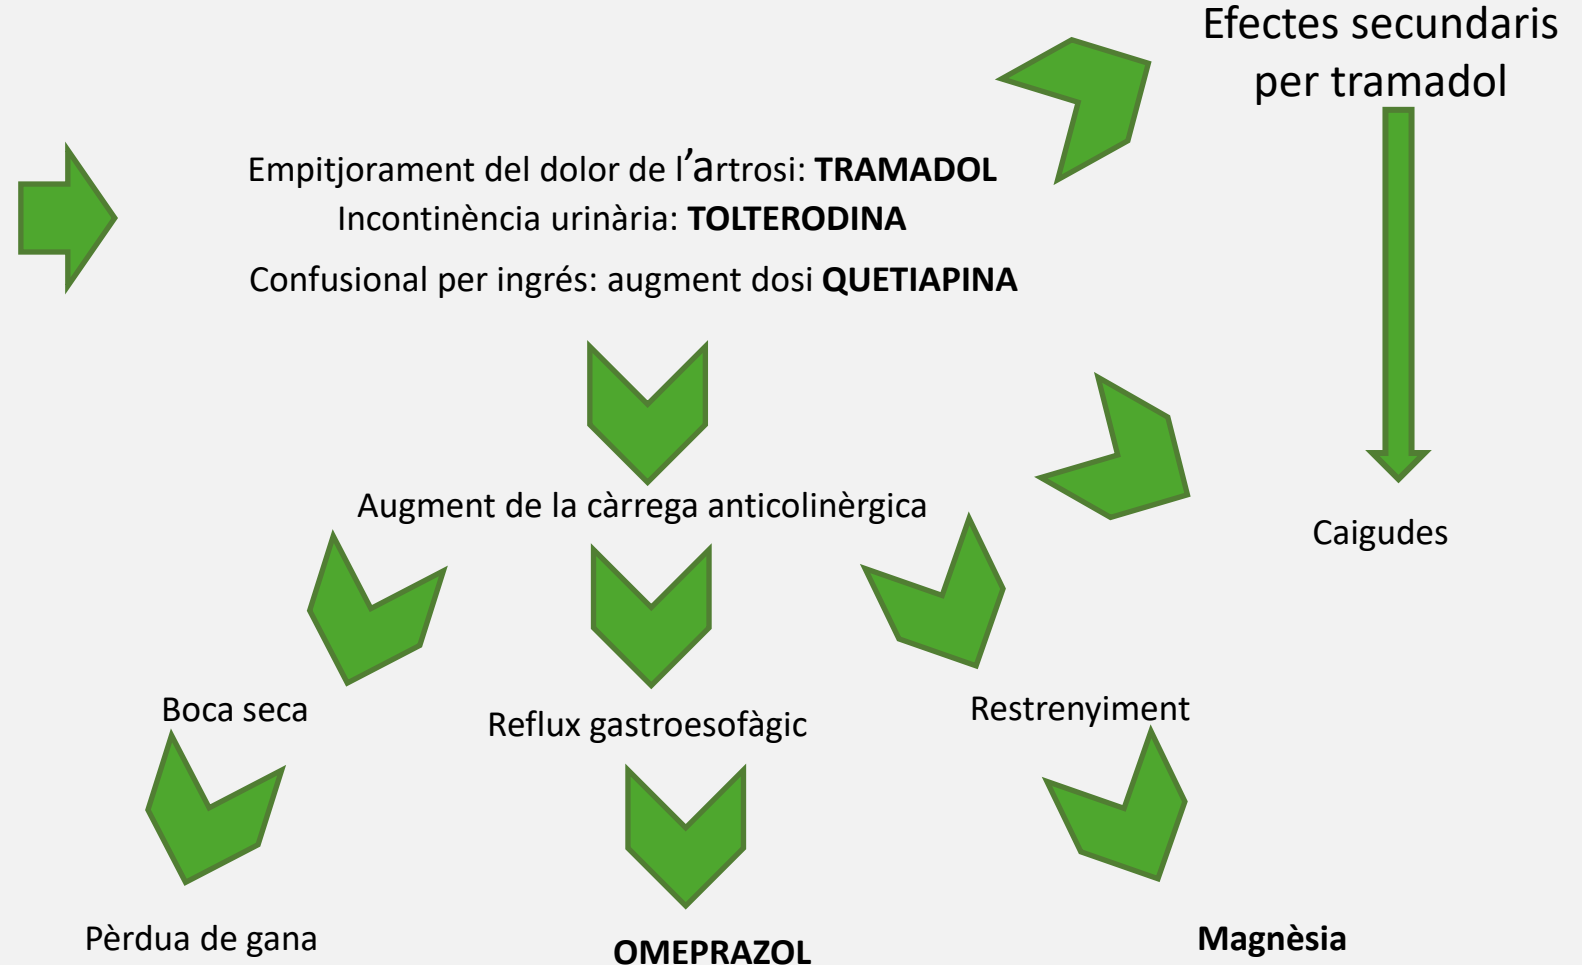 Efectes secundaris
per tramadol
Empitjorament del dolor de l’artrosi: TRAMADOL
Incontinència urinària: TOLTERODINA
Confusional per ingrés: augment dosi QUETIAPINA
Augment de la càrrega anticolinèrgica
Caigudes
Boca seca
Reflux gastroesofàgic
Restrenyiment
Pèrdua de gana
OMEPRAZOL
Magnèsia